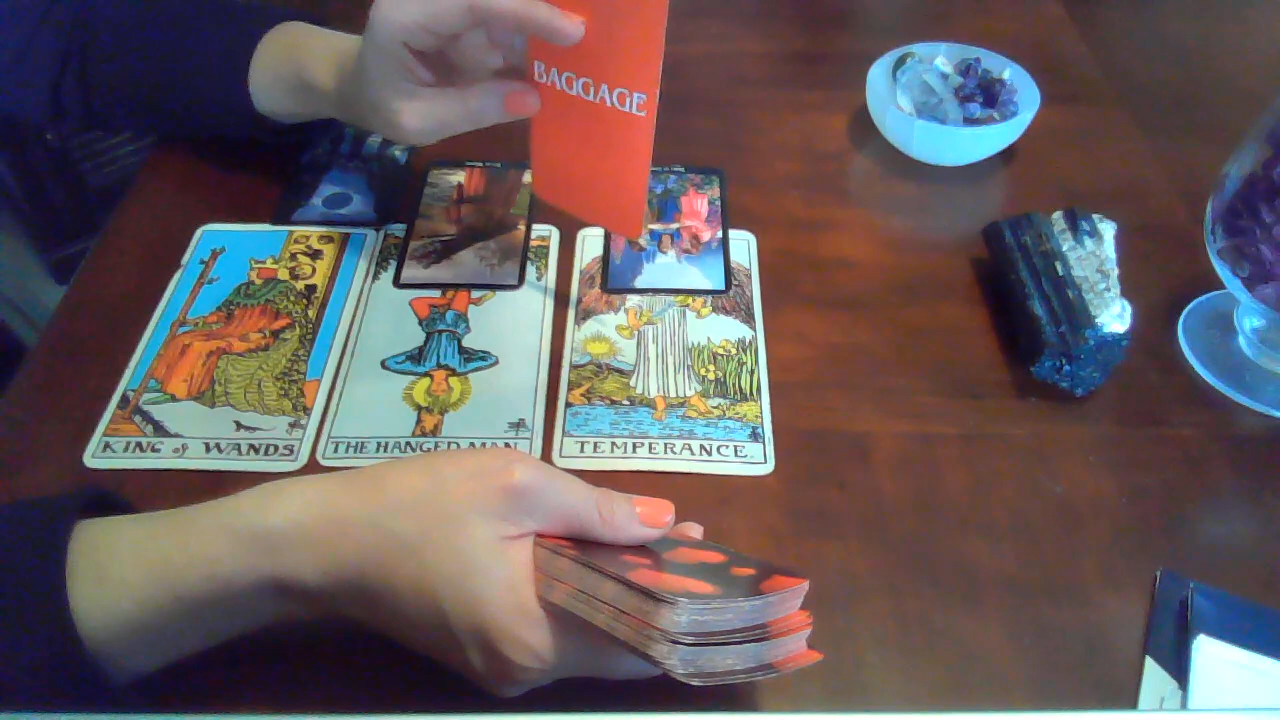 BAGGAGE
KING of WANDS
THE HANGED MAN
TEMPERANCE.